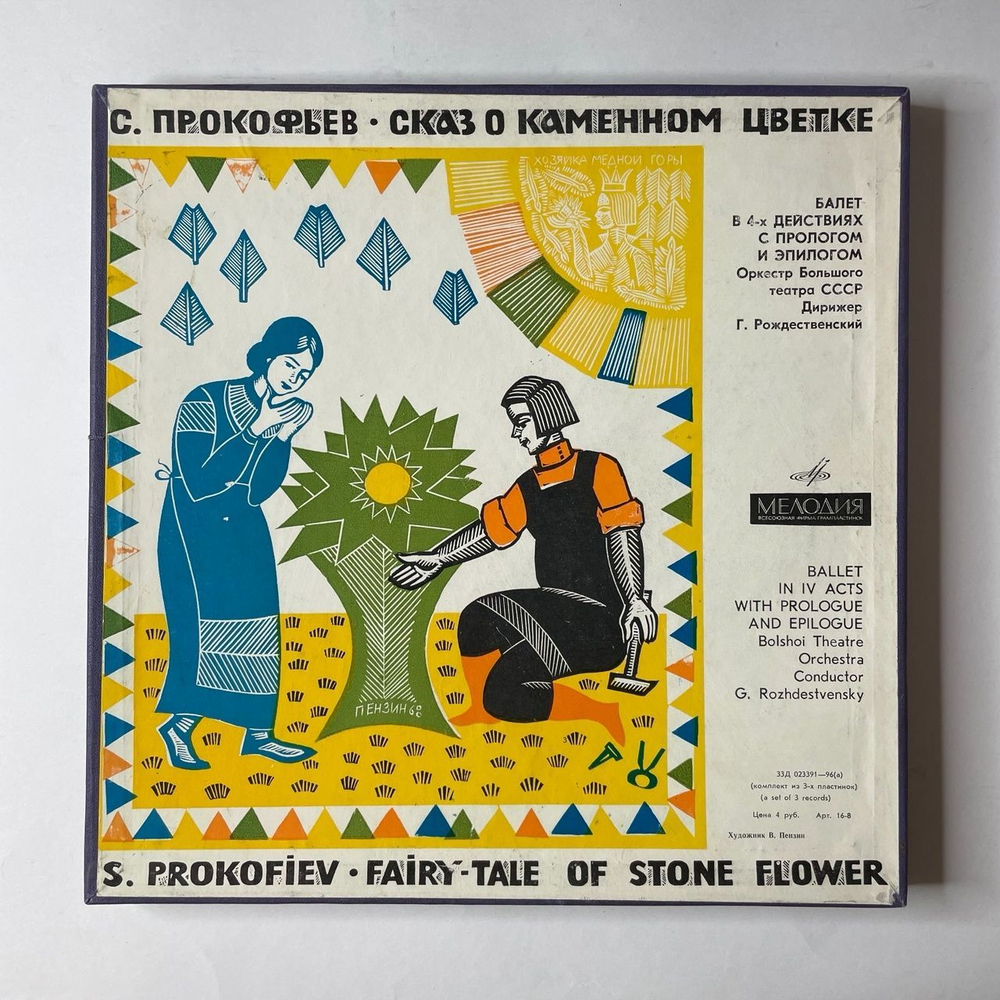 С. ПРОКОФЬЕВ · СКАЗ О КАМЕННОМ ЦВЕТКЕ
ХОЗЯЙКА МЕДНОЙ ГОРЫ
БАЛЕТ
В 4-х ДЕЙСТВИЯХ
С ПРОЛОГОМ
И ЭПИЛОГОМ
Оркестр Большого
театра СССР
Дирижер
Г. Рождественский
МЕЛОДИЯ
ВСЕСОЮЗНАЯ ФИРМА ГРАМПЛАСТИНОК
BALLET
IN IV ACTS
WITH PROLOGUE
AND EPILOGUE
Bolshoi Theatre
Orchestra
Conductor
G. Rozhdestvensky
ПЕНЗИН
33Д 023391—96(а)
(комплект из 3-х пластинок)
(a set of 3 records)
Цена 4 руб. Арт. 16-8
Художник В. Пензин
S. PROKOFIEV · FAIRY-TALE OF STONE FLOWER